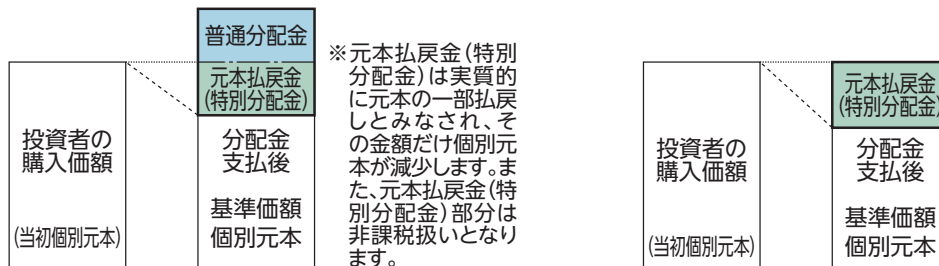 普通分配金
元本払戻金
(特別分配金)
投資者の
購入価額
(当初個別元本)
分配金
支払後
基準価額
個別元本
※元本払戻金(特別
分配金)は実質的
に元本の一部払戻
しとみなされ、そ
の金額だけ個別元
本が減少します。ま
た、元本払戻金(特
別分配金)部分は
非課税扱いとなり
ます。
元本払戻金
(特別分配金)
投資者の
購入価額
(当初個別元本)
分配金
支払後
基準価額
個別元本